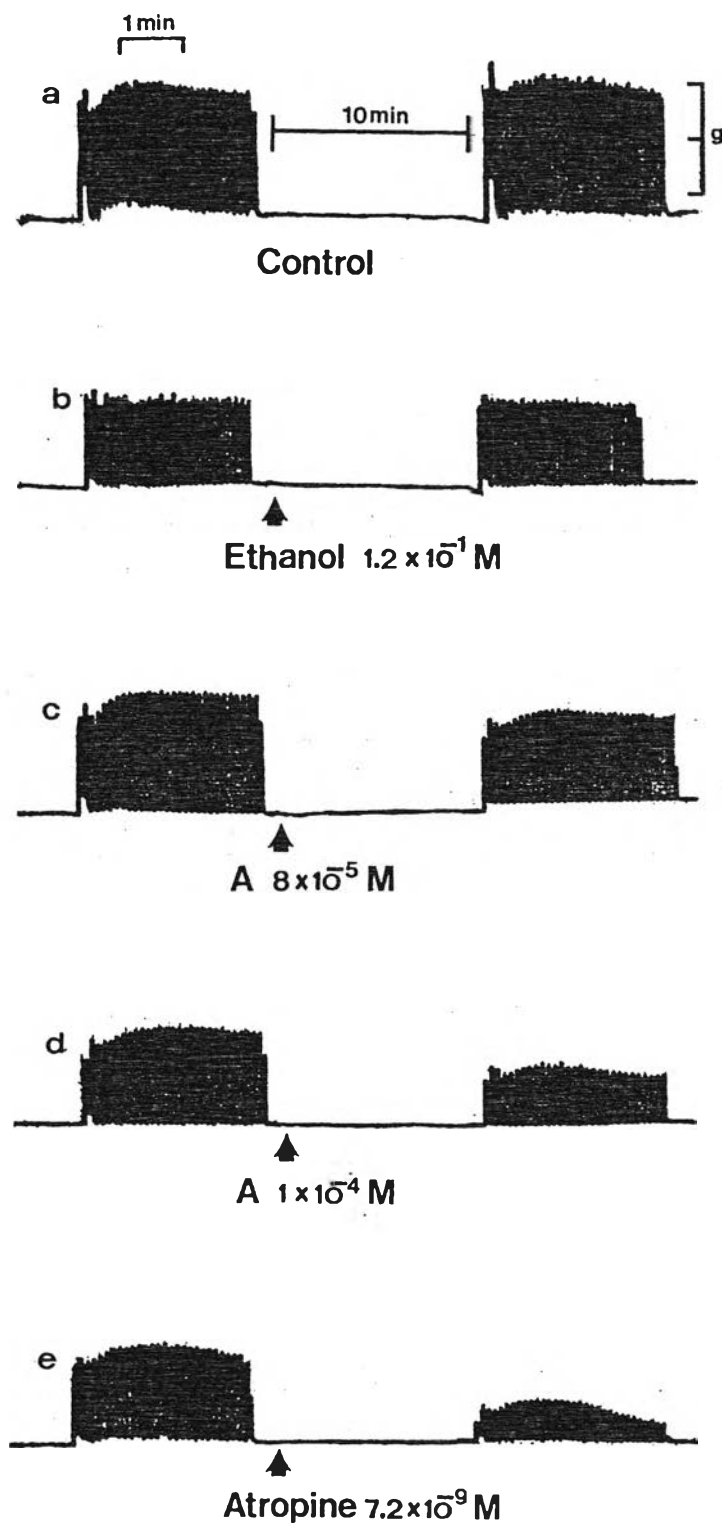 1 min
a
10 min
g
Control
b
Ethanol 1.2 × 10⁻¹ M
c
A 8 × 10⁻⁵ M
d
A 1 × 10⁻⁴ M
e
Atropine 7.2 × 10⁻⁹ M